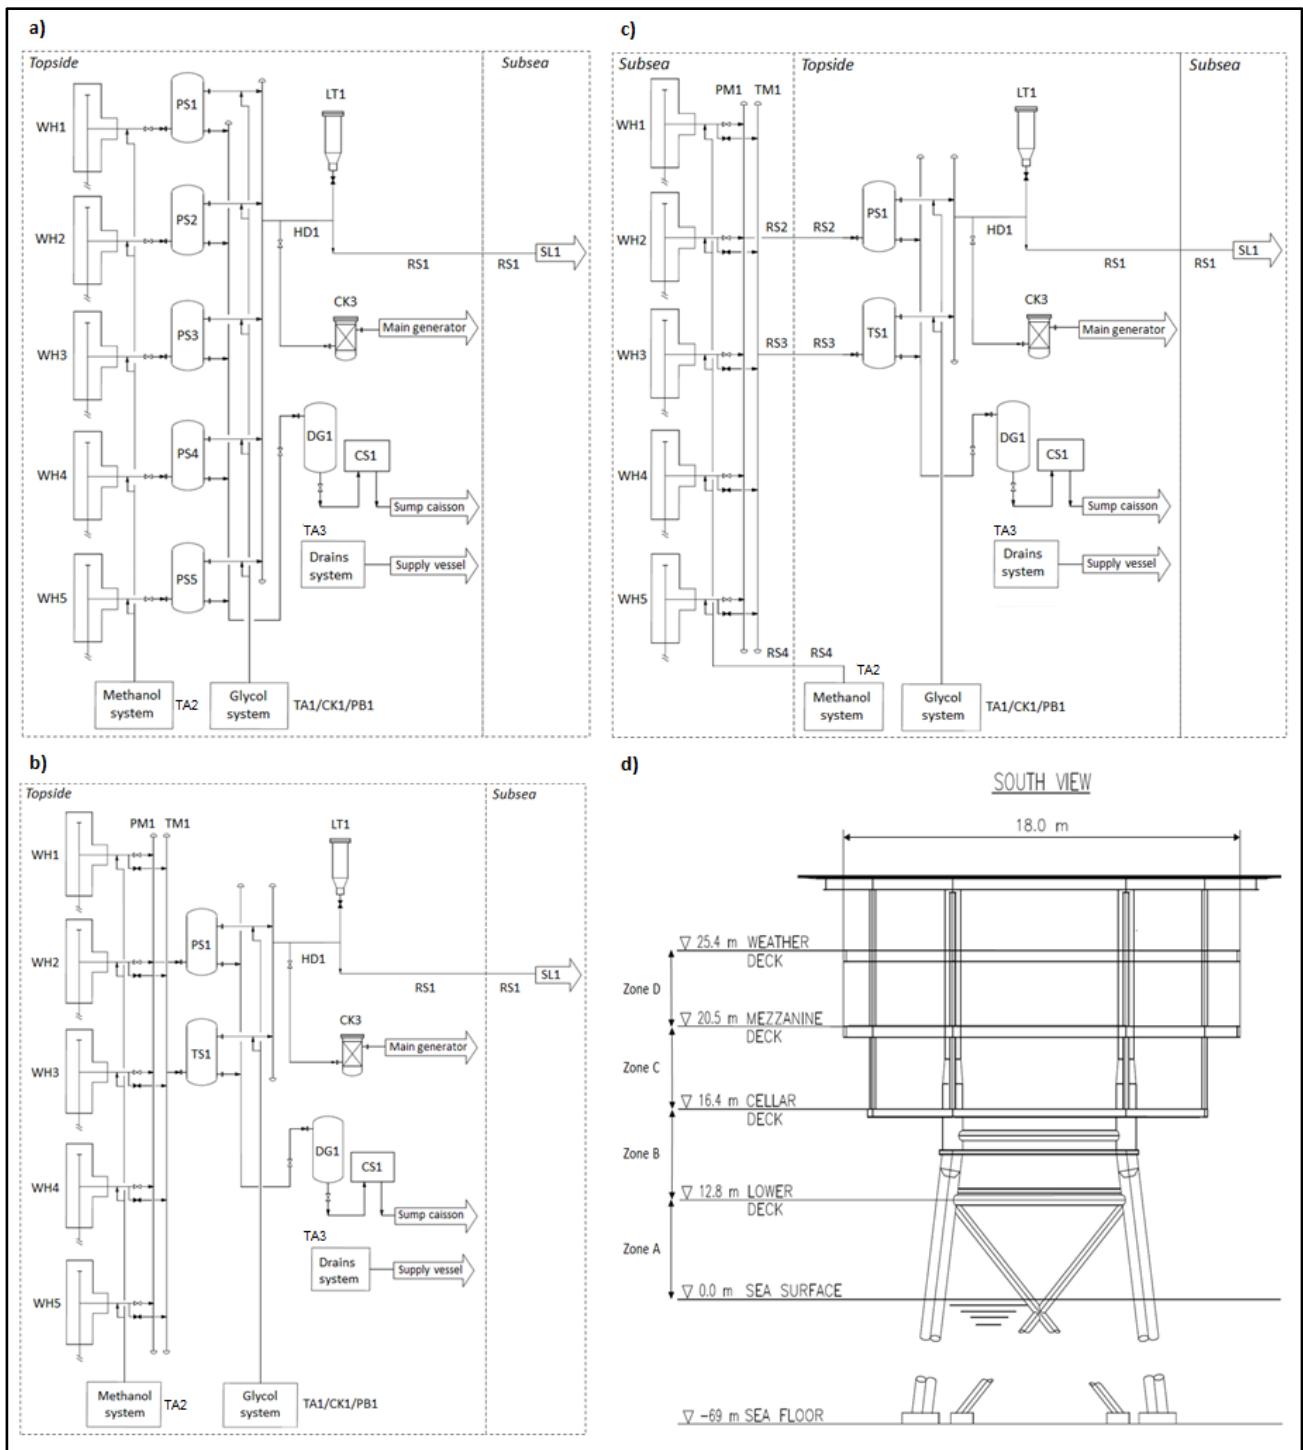 a)
Topside
Subsea
LT1
PS1
WH1
PS2
WH2
HD1
SL1
RS1
RS1
CK3
PS3
Main generator
WH3
DG1
PS4
CS1
WH4
Sump caisson
TA3
Drains
system
Supply vessel
PS5
WH5
Methanol
system
TA2
Glycol
system
TA1/CK1/PB1
c)
Subsea
Topside
Subsea
PM1
TM1
LT1
WH1
PS1
RS2
RS2
WH2
HD1
SL1
RS1
RS1
CK3
TS1
Main generator
RS3
RS3
WH3
DG1
CS1
WH4
Sump caisson
TA3
Drains
system
Supply vessel
WH5
RS4
RS4
TA2
Methanol
system
Glycol
system
TA1/CK1/PB1
b)
Topside
Subsea
PM1
TM1
LT1
WH1
PS1
WH2
HD1
SL1
RS1
RS1
CK3
TS1
Main generator
WH3
DG1
CS1
WH4
Sump caisson
TA3
Drains
system
Supply vessel
WH5
Methanol
system
TA2
Glycol
system
TA1/CK1/PB1
d)
SOUTH VIEW
18.0 m
25.4 m WEATHER
DECK
Zone D
20.5 m MEZZANINE
DECK
Zone C
16.4 m CELLAR
DECK
Zone B
12.8 m LOWER
DECK
Zone A
0.0 m SEA SURFACE
-69 m SEA FLOOR